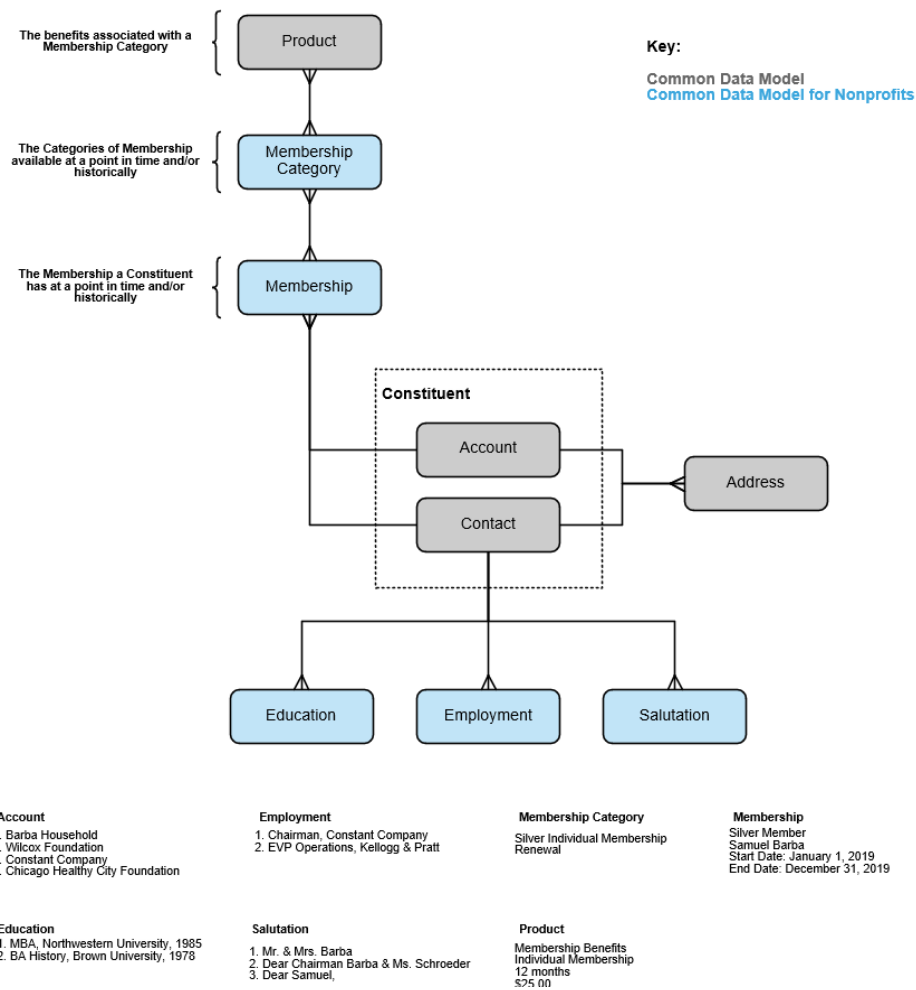 The benefits associated with a
Membership Category
Product
Key:
Common Data Model
Common Data Model for Nonprofits
The Categories of Membership
available at a point in time and/or
historically
Membership
Category
The Membership a Constituent
has at a point in time and/or
historically
Membership
Constituent
Account
Address
Contact
Education
Employment
Salutation
Account
. Barba Household
. Wilcox Foundation
. Constant Company
. Chicago Healthy City Foundation
Employment
1. Chairman, Constant Company
2. EVP Operations, Kellogg & Pratt
Membership Category
Silver Individual Membership
Renewal
Membership
Silver Member
Samuel Barba
Start Date: January 1, 2019
End Date: December 31, 2019
Education
1. MBA, Northwestern University, 1985
2. BA History, Brown University, 1978
Salutation
1. Mr. & Mrs. Barba
2. Dear Chairman Barba & Ms. Schroeder
3. Dear Samuel,
Product
Membership Benefits
Individual Membership
12 months
$25.00